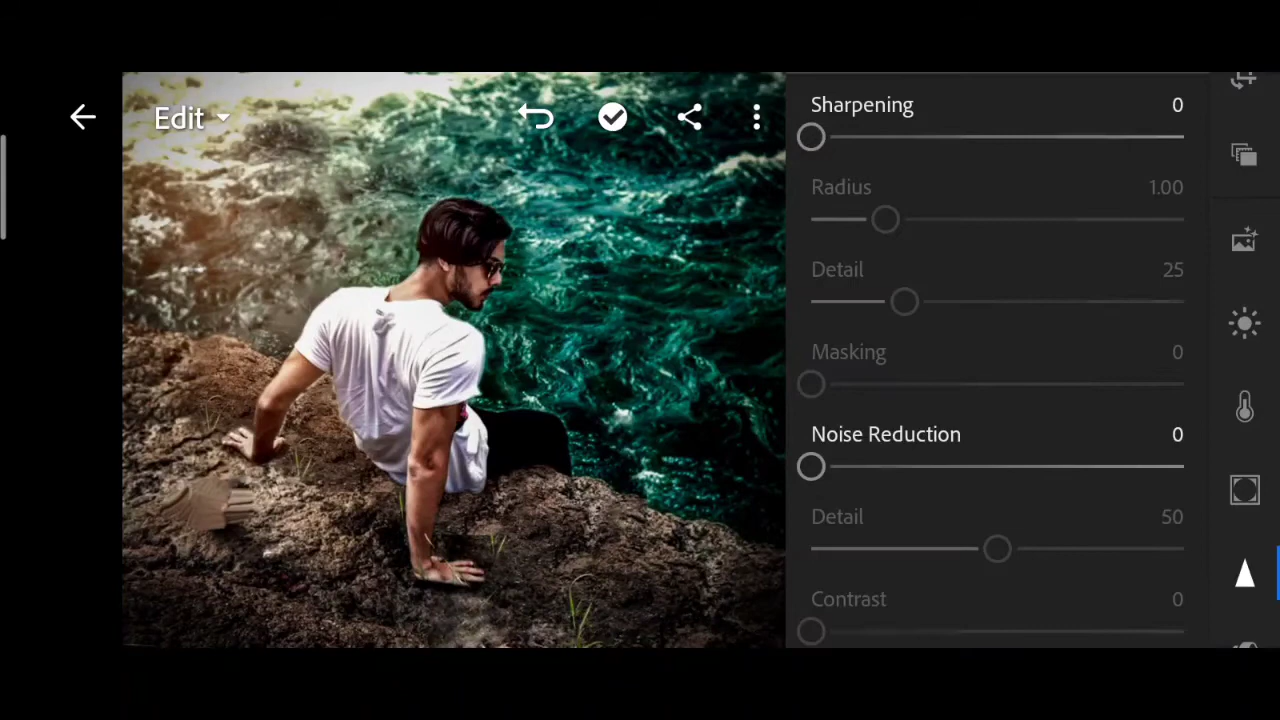 Edit
Sharpening 0
Radius 1.00
Detail 25
Masking 0
Noise Reduction 0
Detail 50
Contrast 0